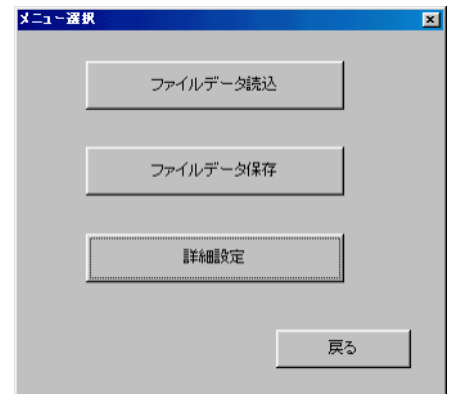 メニュー選択
ファイルデータ読込
ファイルデータ保存
詳細設定
戻る